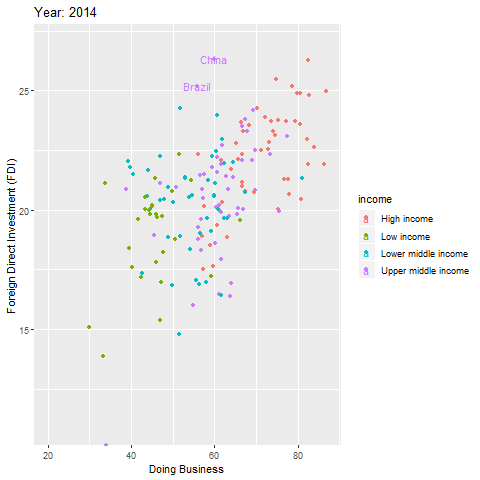 Year: 2014
China
Brazil
25
20
15
20
40
60
80
Doing Business
Foreign Direct Investment (FDI)
income
High income
Low income
Lower middle income
Upper middle income